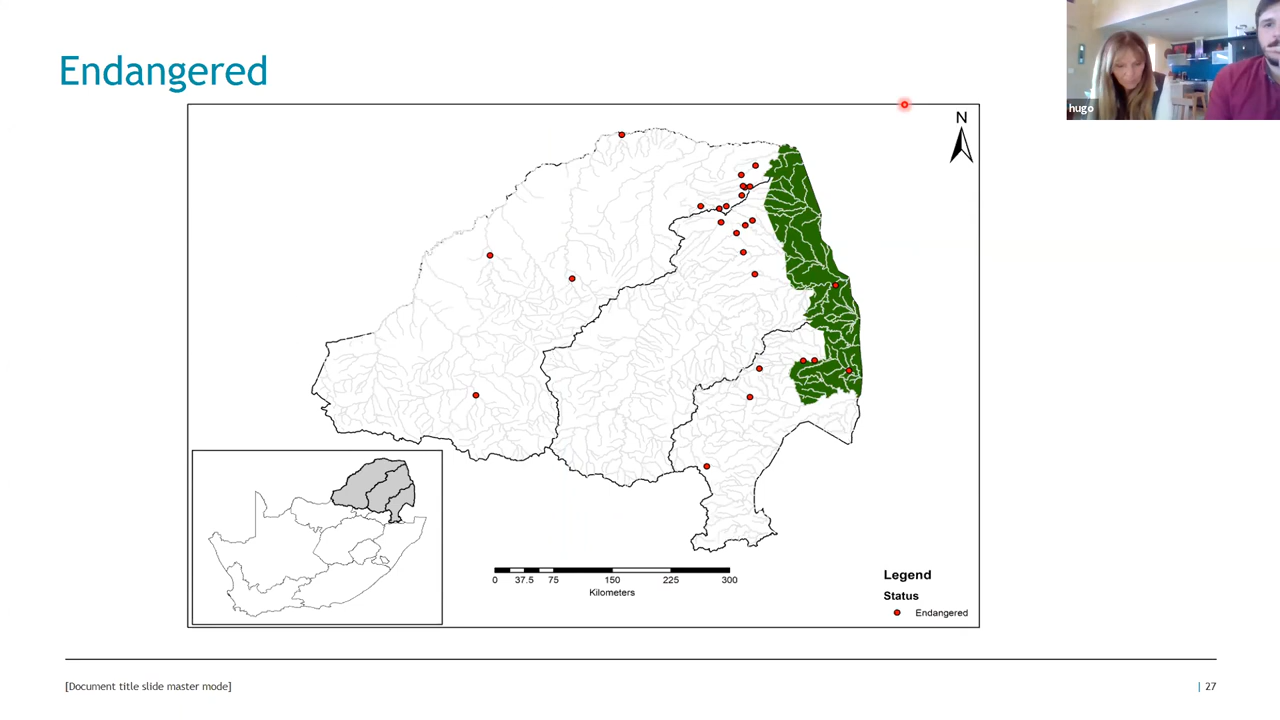 Endangered
hugo
N
0 37.5 75 150 225 300
Kilometers
Legend
Status
Endangered
[Document title slide master mode]
| 27